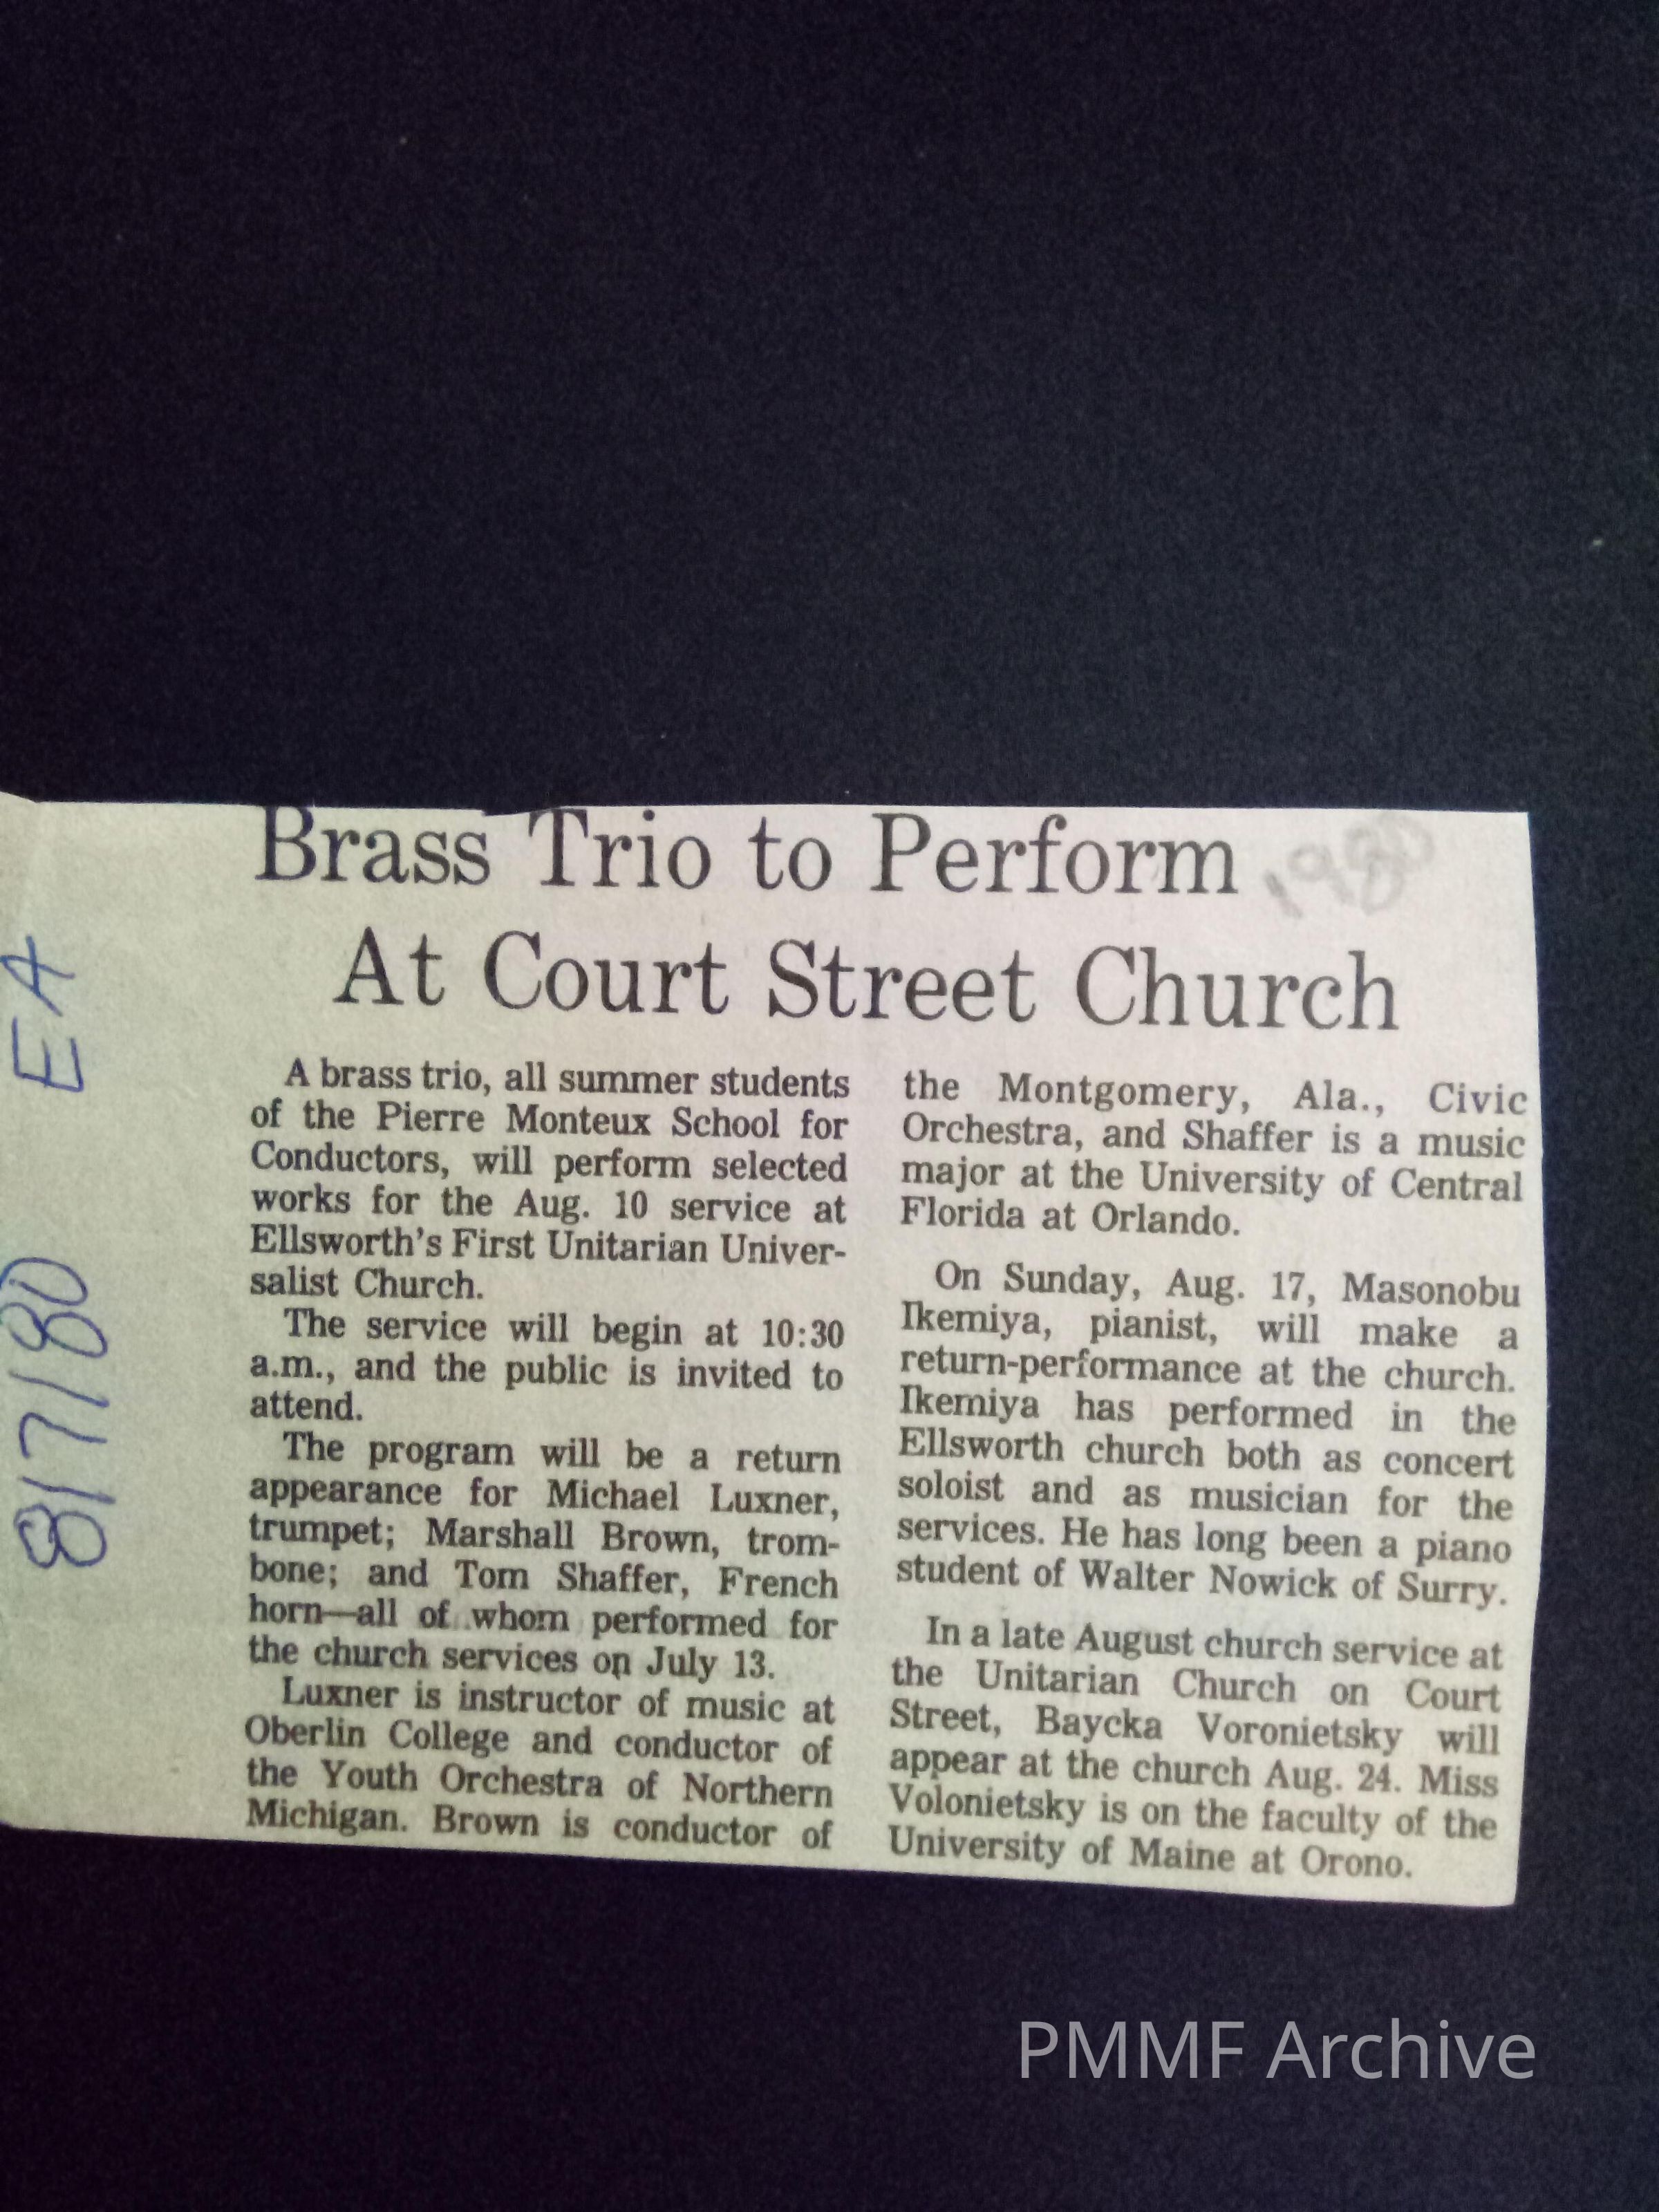 Brass Trio to Perform
At Court Street Church
1980
8/7/80 EA
A brass trio, all summer students
of the Pierre Monteux School for
Conductors, will perform selected
works for the Aug. 10 service at
Ellsworth's First Unitarian Univer-
salist Church.
The service will begin at 10:30
a.m., and the public is invited to
attend.
The program will be a return
appearance for Michael Luxner,
trumpet; Marshall Brown, trom-
bone; and Tom Shaffer, French
horn—all of whom performed for
the church services on July 13.
Luxner is instructor of music at
Oberlin College and conductor of
the Youth Orchestra of Northern
Michigan. Brown is conductor of
the Montgomery, Ala., Civic
Orchestra, and Shaffer is a music
major at the University of Central
Florida at Orlando.
On Sunday, Aug. 17, Masonobu
Ikemiya, pianist, will make a
return-performance at the church.
Ikemiya has performed in the
Ellsworth church both as concert
soloist and as musician for the
services. He has long been a piano
student of Walter Nowick of Surry.
In a late August church service at
the Unitarian Church on Court
Street, Baycka Voronietsky will
appear at the church Aug. 24. Miss
Volonietsky is on the faculty of the
University of Maine at Orono.
PMMF Archive